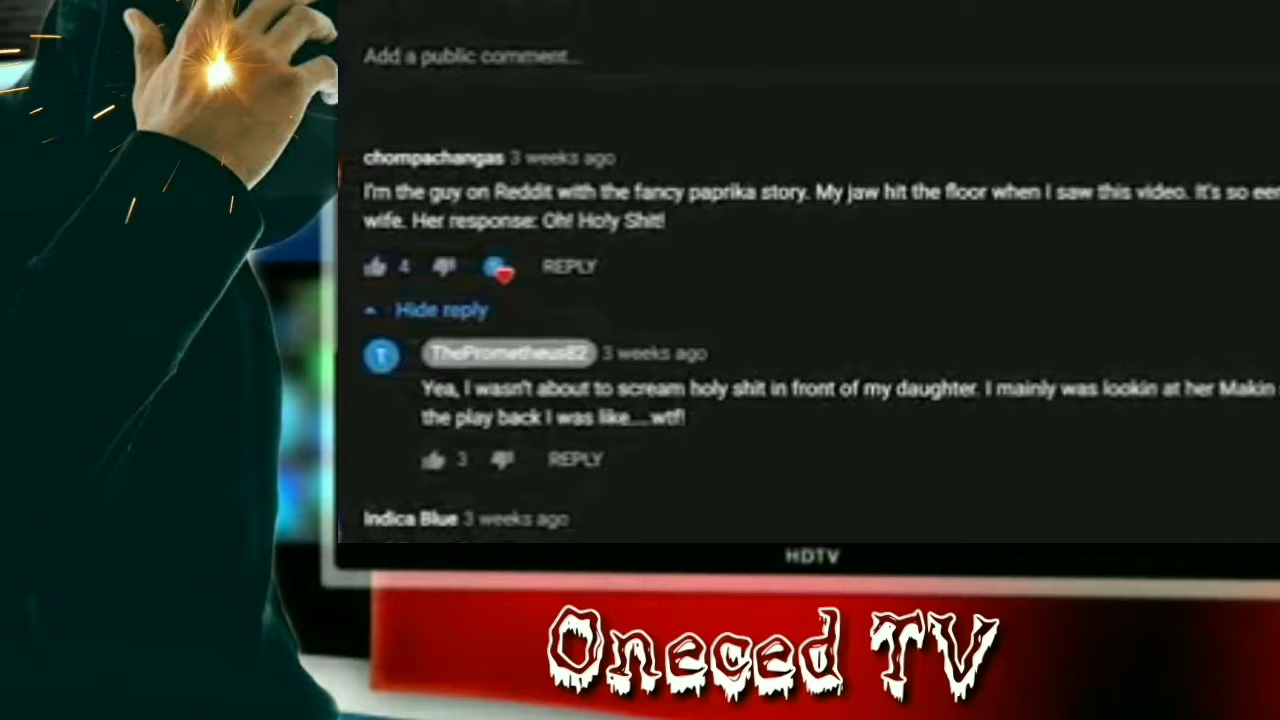 Add a public comment...
chompachangas 3 weeks ago
I'm the guy on Reddit with the fancy paprika story. My jaw hit the floor when I saw this video. It's so
wife. Her response: Oh! Holy Shit!
4 REPLY
Hide reply
T ThePrometheus82 3 weeks ago
Yea, I wasn't about to scream holy shit in front of my daughter. I mainly was lookin at her Makin
the play back I was like....wtf!
3 REPLY
Indica Blue 3 weeks ago
HDTV
Oneced TV